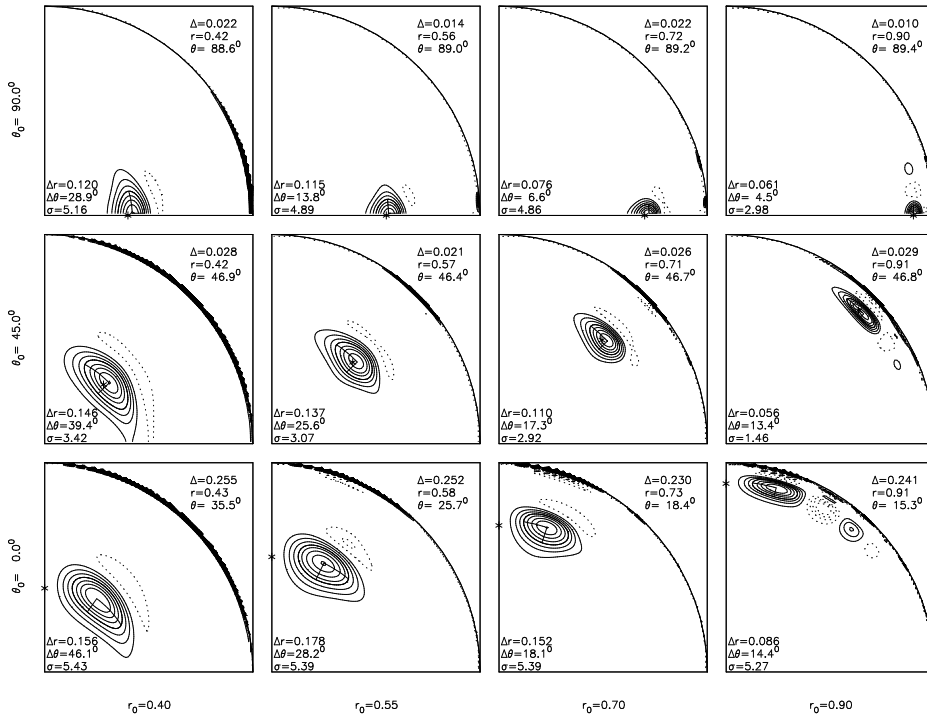 Δ=0.022
r=0.42
θ= 88.6⁰
Δr=0.120
Δθ=28.9⁰
σ=5.16
Δ=0.014
r=0.56
θ= 89.0⁰
Δr=0.115
Δθ=13.8⁰
σ=4.89
Δ=0.022
r=0.72
θ= 89.2⁰
Δr=0.076
Δθ= 6.6⁰
σ=4.86
Δ=0.010
r=0.90
θ= 89.4⁰
Δr=0.061
Δθ= 4.5⁰
σ=2.98
θ₀= 90.0⁰
Δ=0.028
r=0.42
θ= 46.9⁰
Δr=0.146
Δθ=39.4⁰
σ=3.42
Δ=0.021
r=0.57
θ= 46.4⁰
Δr=0.137
Δθ=25.6⁰
σ=3.07
Δ=0.026
r=0.71
θ= 46.7⁰
Δr=0.110
Δθ=17.3⁰
σ=2.92
Δ=0.029
r=0.91
θ= 46.8⁰
Δr=0.056
Δθ=13.4⁰
σ=1.46
θ₀= 45.0⁰
Δ=0.255
r=0.43
θ= 35.5⁰
Δr=0.156
Δθ=46.1⁰
σ=5.43
Δ=0.252
r=0.58
θ= 25.7⁰
Δr=0.178
Δθ=28.2⁰
σ=5.39
Δ=0.230
r=0.73
θ= 18.4⁰
Δr=0.152
Δθ=18.1⁰
σ=5.39
Δ=0.241
r=0.91
θ= 15.3⁰
Δr=0.086
Δθ=14.4⁰
σ=5.27
θ₀= 0.0⁰
r₀=0.40
r₀=0.55
r₀=0.70
r₀=0.90